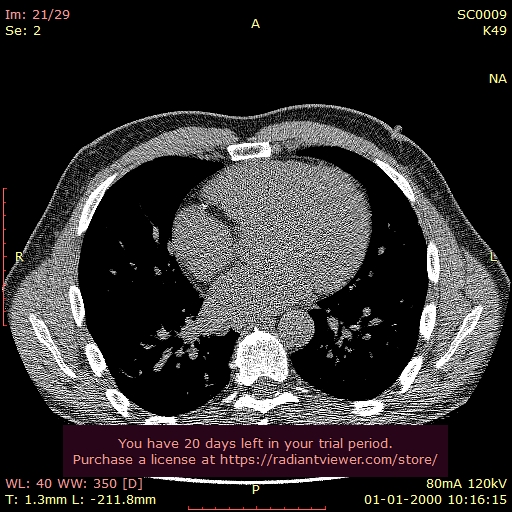 Im: 21/29
Se: 2
A
SC0009
K49
NA
R
L
You have 20 days left in your trial period.
Purchase a license at https://radiantviewer.com/store/
WL: 40 WW: 350 [D]
T: 1.3mm L: -211.8mm
P
80mA 120kV
01-01-2000 10:16:15